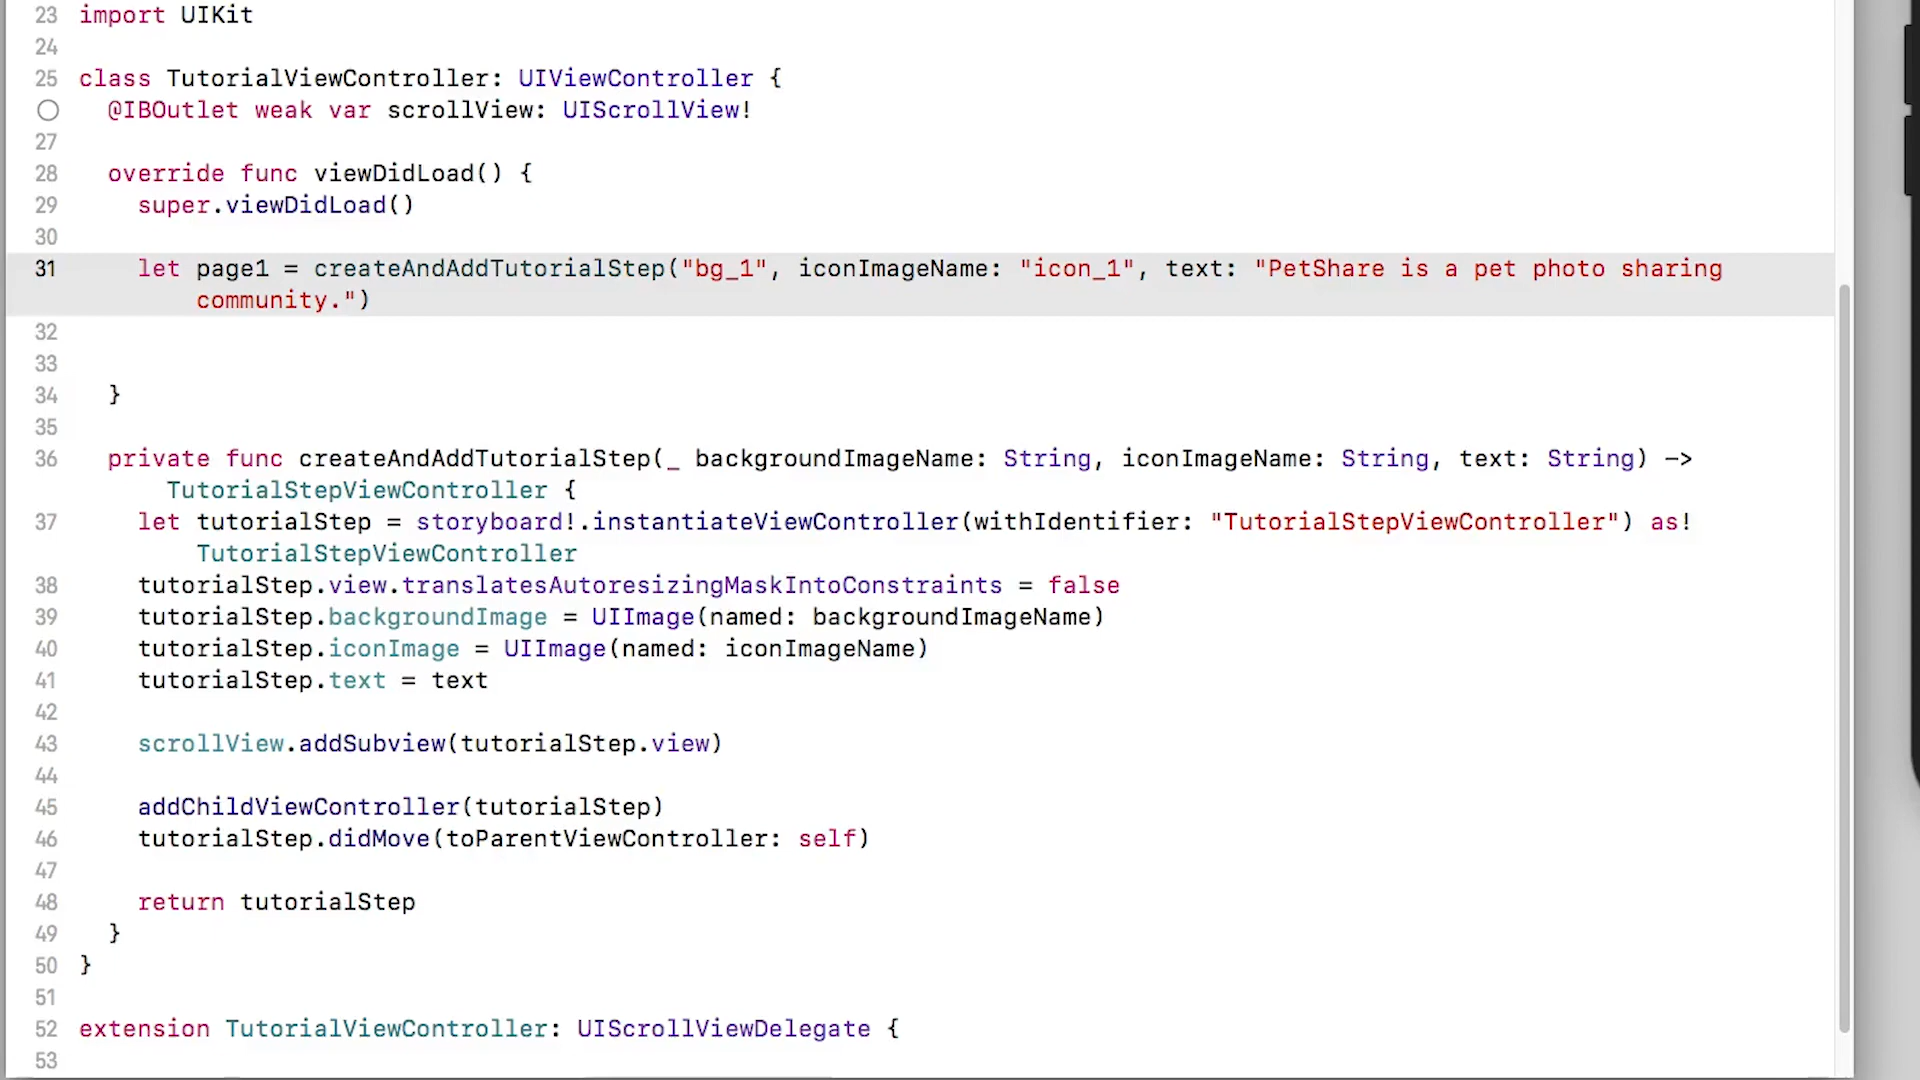 23 import UIKit
24
25 class TutorialViewController: UIViewController {
@IBOutlet weak var scrollView: UIScrollView!
27
28 override func viewDidLoad() {
29 super.viewDidLoad()
30
31 let page1 = createAndAddTutorialStep("bg_1", iconImageName: "icon_1", text: "PetShare is a pet photo sharing
community.")
32
33
34 }
35
36 private func createAndAddTutorialStep(_ backgroundImageName: String, iconImageName: String, text: String) ->
TutorialStepViewController {
37 let tutorialStep = storyboard!.instantiateViewController(withIdentifier: "TutorialStepViewController") as!
TutorialStepViewController
38 tutorialStep.view.translatesAutoresizingMaskIntoConstraints = false
39 tutorialStep.backgroundImage = UIImage(named: backgroundImageName)
40 tutorialStep.iconImage = UIImage(named: iconImageName)
41 tutorialStep.text = text
42
43 scrollView.addSubview(tutorialStep.view)
44
45 addChildViewController(tutorialStep)
46 tutorialStep.didMove(toParentViewController: self)
47
48 return tutorialStep
49 }
50 }
51
52 extension TutorialViewController: UIScrollViewDelegate {
53